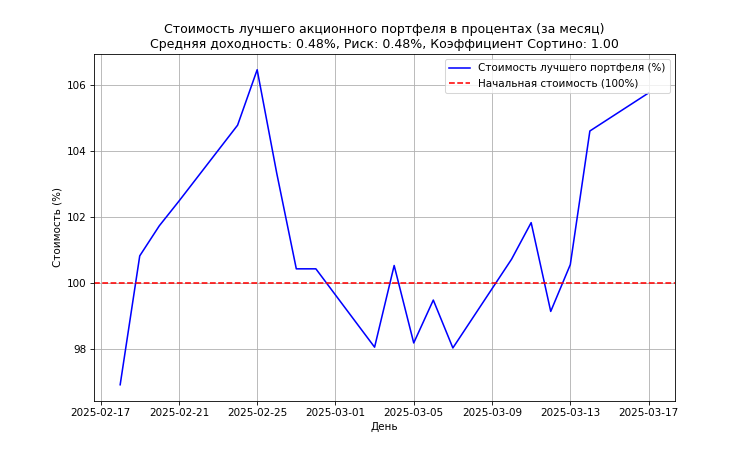 Стоимость лучшего акционного портфеля в процентах (за месяц)
Средняя доходность: 0.48%, Риск: 0.48%, Коэффициент Сортино: 1.00
Стоимость лучшего портфеля (%)
Начальная стоимость (100%)
Стоимость (%)
106
104
102
100
98
2025-02-17 2025-02-21 2025-02-25 2025-03-01 2025-03-05 2025-03-09 2025-03-13 2025-03-17
День